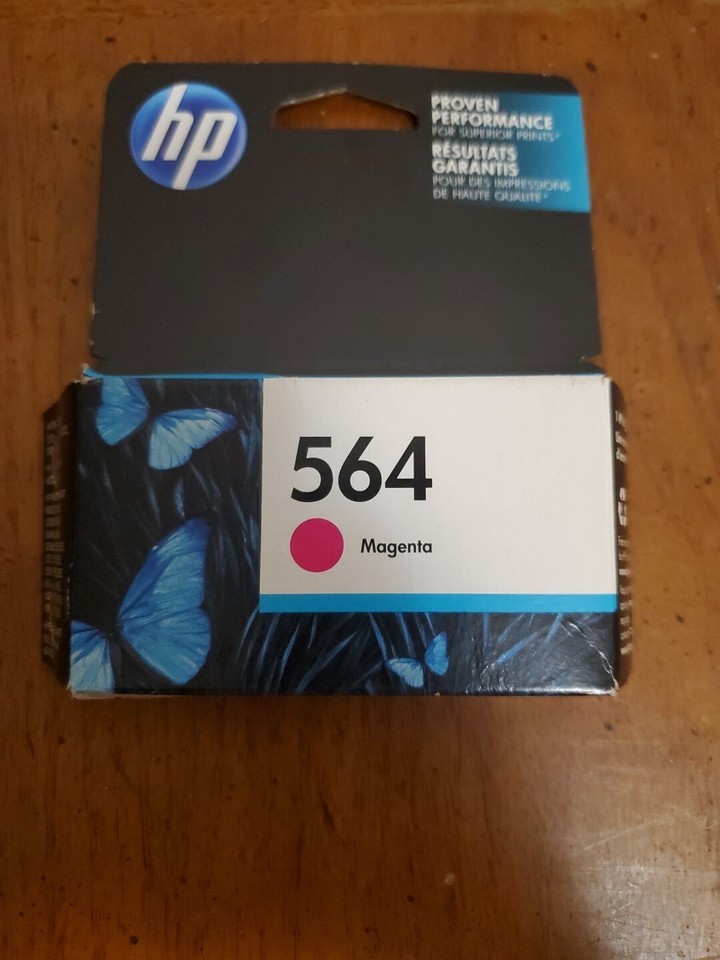 hp
PROVEN
PERFORMANCE
FOR SUPERIOR PRINTS*
RÉSULTATS
GARANTIS
POUR DES IMPRESSIONS
DE HAUTE QUALITÉ*
564
Magenta